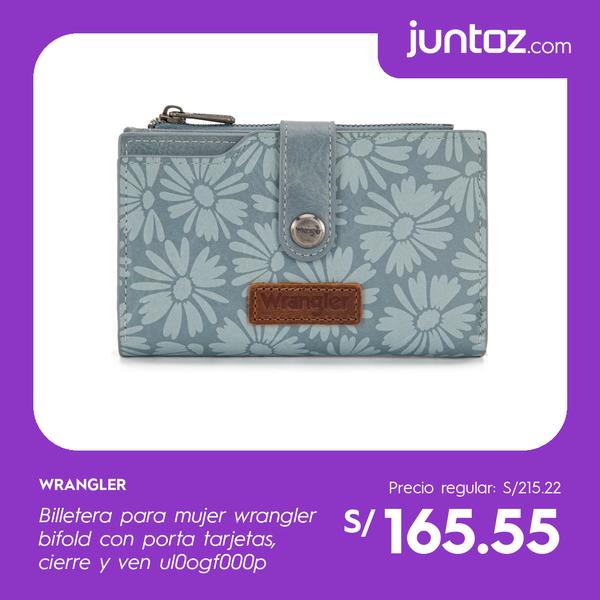 juntoz.com
Wrangler
Wrangler
WRANGLER
Billetera para mujer wrangler
bifold con porta tarjetas,
cierre y ven ul0ogf000p
Precio regular: S/215.22
S/165.55